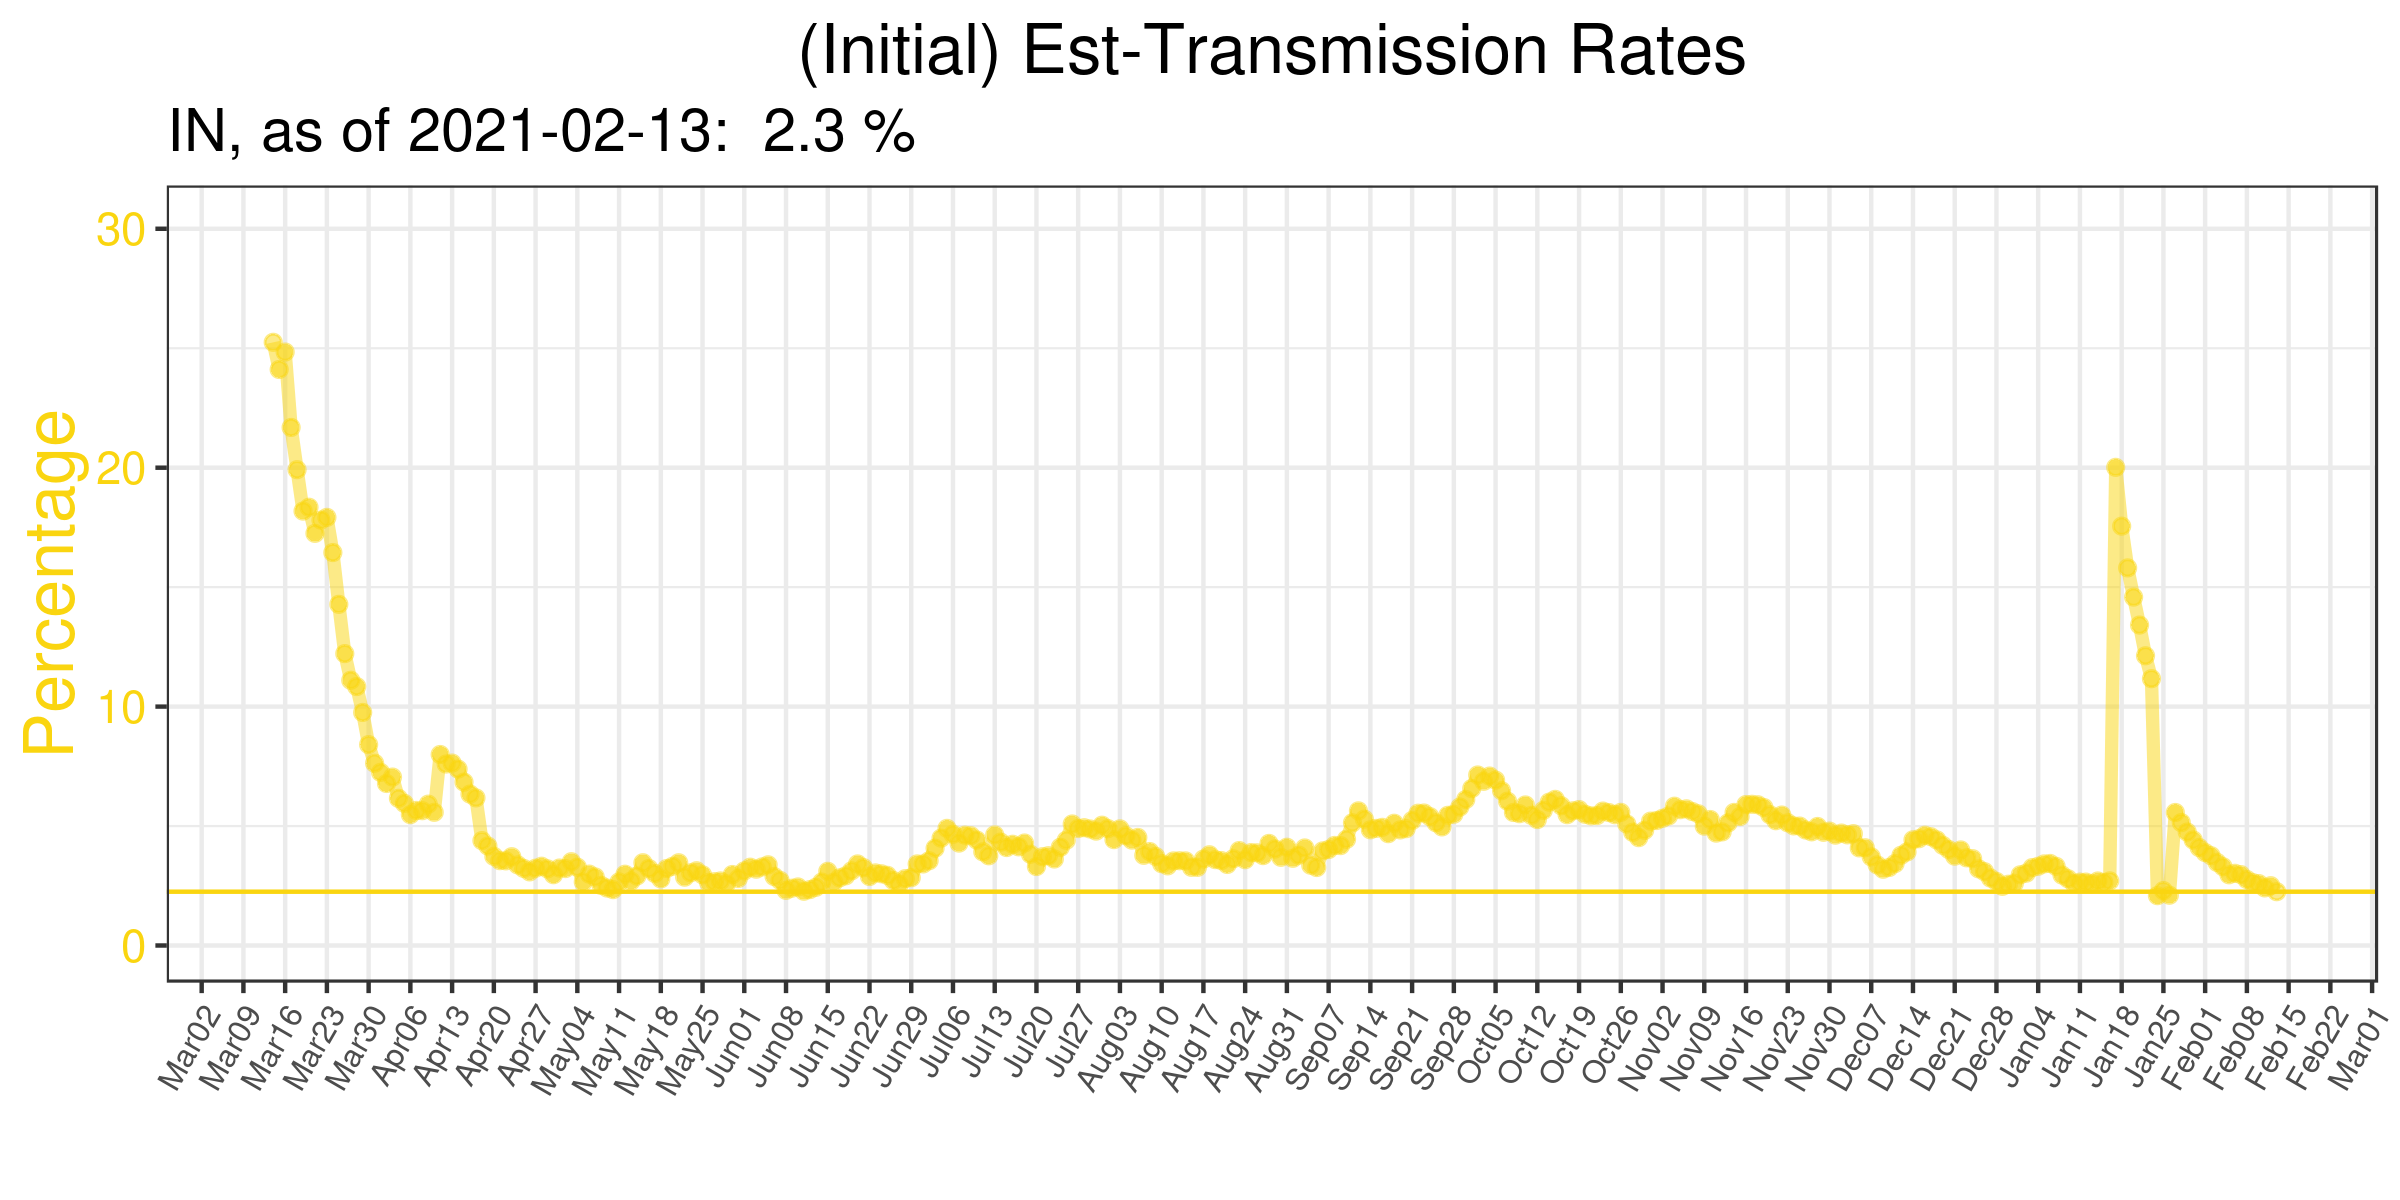 (Initial) Est-Transmission Rates
IN, as of 2021-02-13:  2.3 %
Percentage
30
20
10
0
Mar02
Mar09
Mar16
Mar23
Mar30
Apr06
Apr13
Apr20
Apr27
May04
May11
May18
May25
Jun01
Jun08
Jun15
Jun22
Jun29
Jul06
Jul13
Jul20
Jul27
Aug03
Aug10
Aug17
Aug24
Aug31
Sep07
Sep14
Sep21
Sep28
Oct05
Oct12
Oct19
Oct26
Nov02
Nov09
Nov16
Nov23
Nov30
Dec07
Dec14
Dec21
Dec28
Jan04
Jan11
Jan18
Jan25
Feb01
Feb08
Feb15
Feb22
Mar01